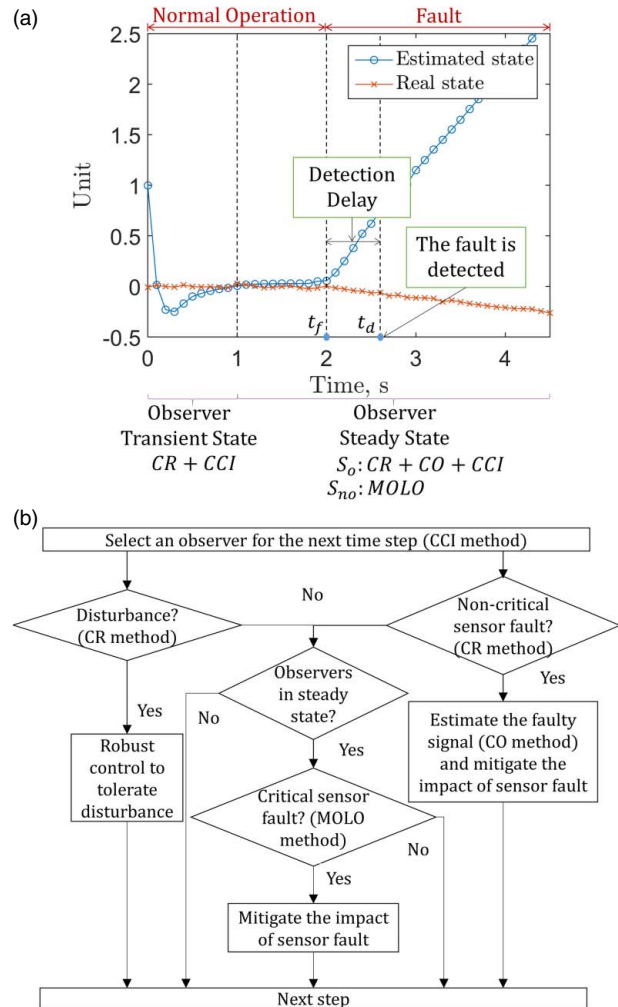 (a)
Normal Operation
Fault
2.5
2
1.5
1
0.5
0
-0.5
Unit
Estimated state
Real state
Detection
Delay
The fault is
detected
t_f
t_d
0
1
2
3
4
Time, s
Observer
Transient State
CR + CCI
Observer
Steady State
S_o: CR + CO + CCI
S_no: MOLO
(b)
Select an observer for the next time step (CCI method)
Disturbance?
(CR method)
No
Non-critical
sensor fault?
(CR method)
Observers
in steady
state?
Yes
No
Yes
Yes
Robust
control to
tolerate
disturbance
Estimate the faulty
signal (CO method)
and mitigate the
impact of sensor fault
Critical sensor
fault? (MOLO
method)
No
Yes
Mitigate the impact
of sensor fault
Next step